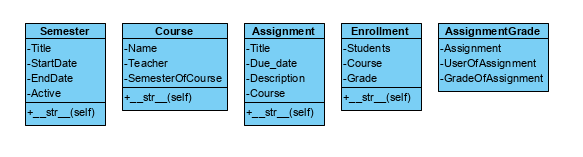 Semester
-Title
-StartDate
-EndDate
-Active
+__str__(self)
Course
-Name
-Teacher
-SemesterOfCourse
+__str__(self)
Assignment
-Title
-Due_date
-Description
-Course
+__str__(self)
Enrollment
-Students
-Course
-Grade
+__str__(self)
AssignmentGrade
-Assignment
-UserOfAssignment
-GradeOfAssignment